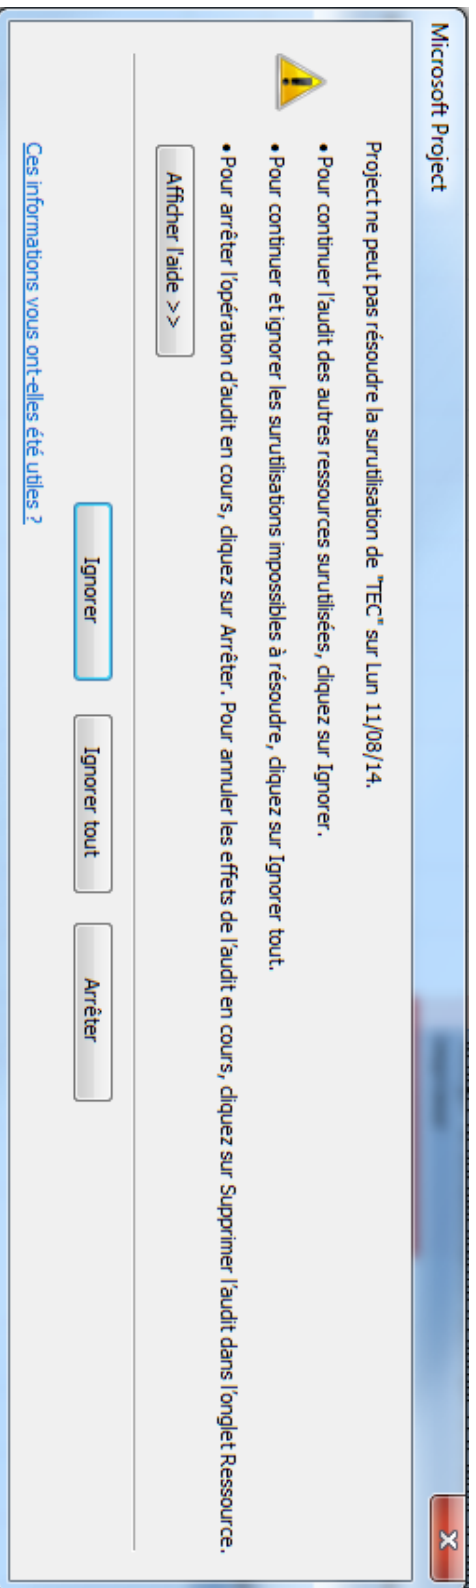 Microsoft Project
Project ne peut pas résoudre la surutilisation de "TEC" sur Lun 11/08/14.
•Pour continuer l'audit des autres ressources surutilisées, cliquez sur Ignorer.
•Pour continuer et ignorer les surutilisations impossibles à résoudre, cliquez sur Ignorer tout.
•Pour arrêter l'opération d'audit en cours, cliquez sur Arrêter. Pour annuler les effets de l'audit en cours, cliquez sur Supprimer l'audit dans l'onglet Ressource.
Afficher l'aide >>
Ignorer
Ignorer tout
Arrêter
Ces informations vous ont-elles été utiles ?